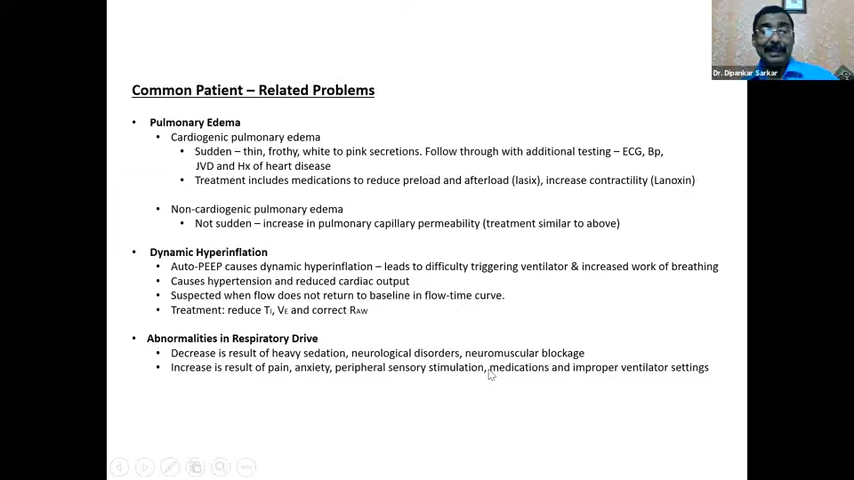 Dr. Dipankar Sarkar
Common Patient – Related Problems
• Pulmonary Edema
• Cardiogenic pulmonary edema
• Sudden – thin, frothy, white to pink secretions. Follow through with additional testing – ECG, Bp,
JVD and Hx of heart disease
• Treatment includes medications to reduce preload and afterload (lasix), increase contractility (Lanoxin)
• Non-cardiogenic pulmonary edema
• Not sudden – increase in pulmonary capillary permeability (treatment similar to above)
• Dynamic Hyperinflation
• Auto-PEEP causes dynamic hyperinflation – leads to difficulty triggering ventilator & increased work of breathing
• Causes hypertension and reduced cardiac output
• Suspected when flow does not return to baseline in flow-time curve.
• Treatment: reduce TI, VE and correct RAW
• Abnormalities in Respiratory Drive
• Decrease is result of heavy sedation, neurological disorders, neuromuscular blockage
• Increase is result of pain, anxiety, peripheral sensory stimulation, medications and improper ventilator settings